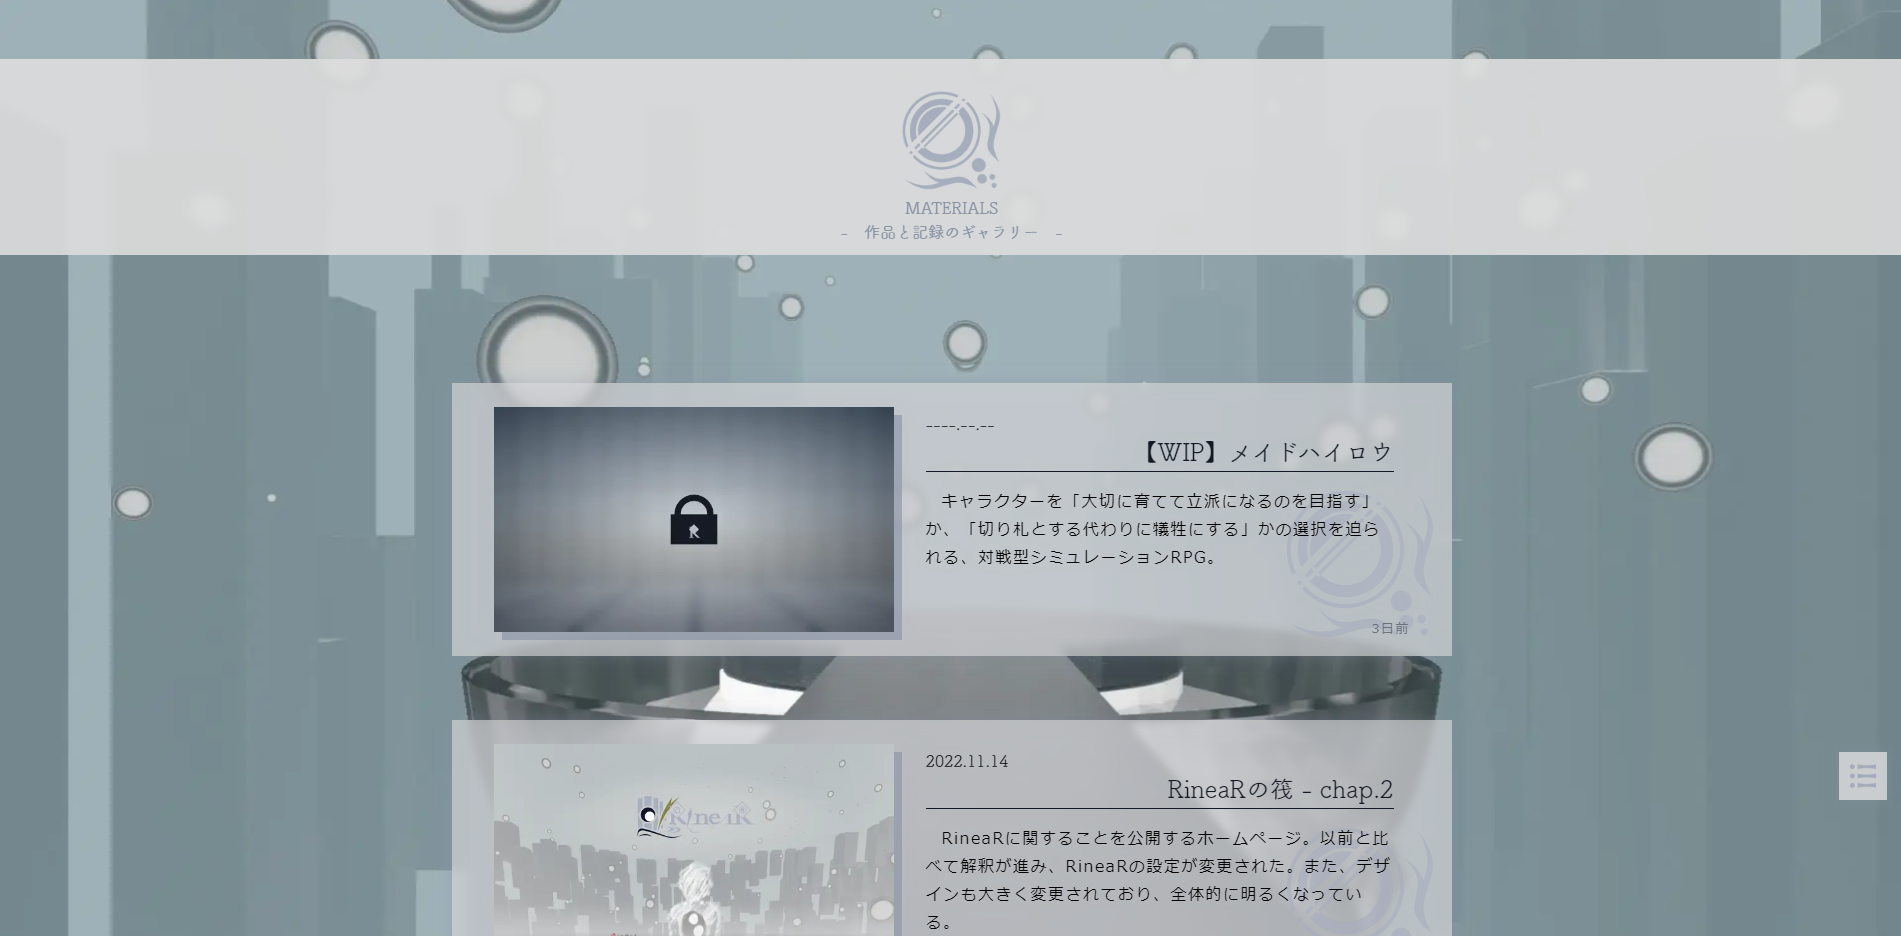 MATERIALS
- 作品と記録のギャラリー -
----.--.--
【WIP】メイドハイロウ
キャラクターを「大切に育てて立派になるのを目指す」
か、「切り札とする代わりに犠牲にする」かの選択を迫ら
れる、対戦型シミュレーションRPG。
R
3日前
2022.11.14
RineaRの筏 - chap.2
RineaR
RineaRに関することを公開するホームページ。以前と比
べて解釈が進み、RineaRの設定が変更された。また、デザ
インも大きく変更されており、全体的に明るくなってい
る。